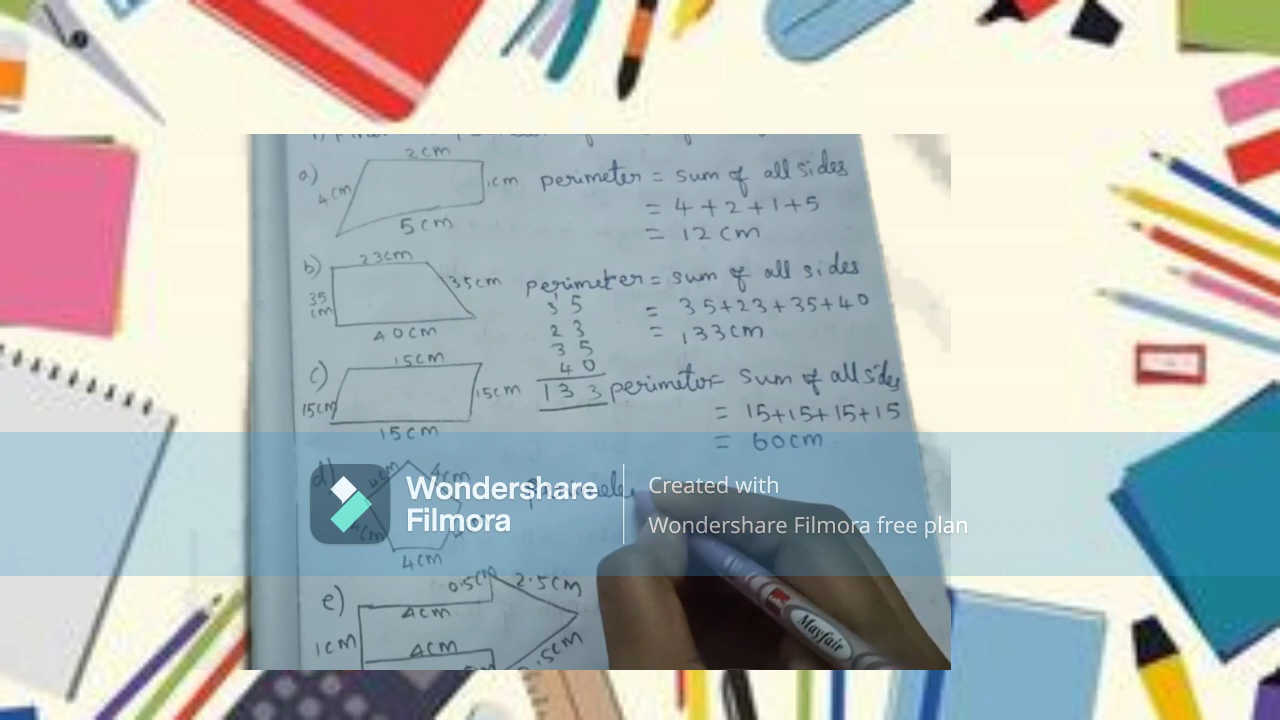 a)
2cm
4cm
1cm
5cm
perimeter = sum of all sides
= 4+2+1+5
= 12cm
b)
23cm
35cm
35
cm
40cm
perimeter = sum of all sides
= 35+23+35+40
= 133cm
35
23
35
40
133
c)
15cm
15cm
15cm
15cm
perimeter = sum of all sides
= 15+15+15+15
= 60cm
d)
4cm
4cm
4cm
4cm
Wondershare
Filmora
Created with
Wondershare Filmora free plan
e)
0.5cm
2.5cm
4cm
1cm
4cm
Mayfair